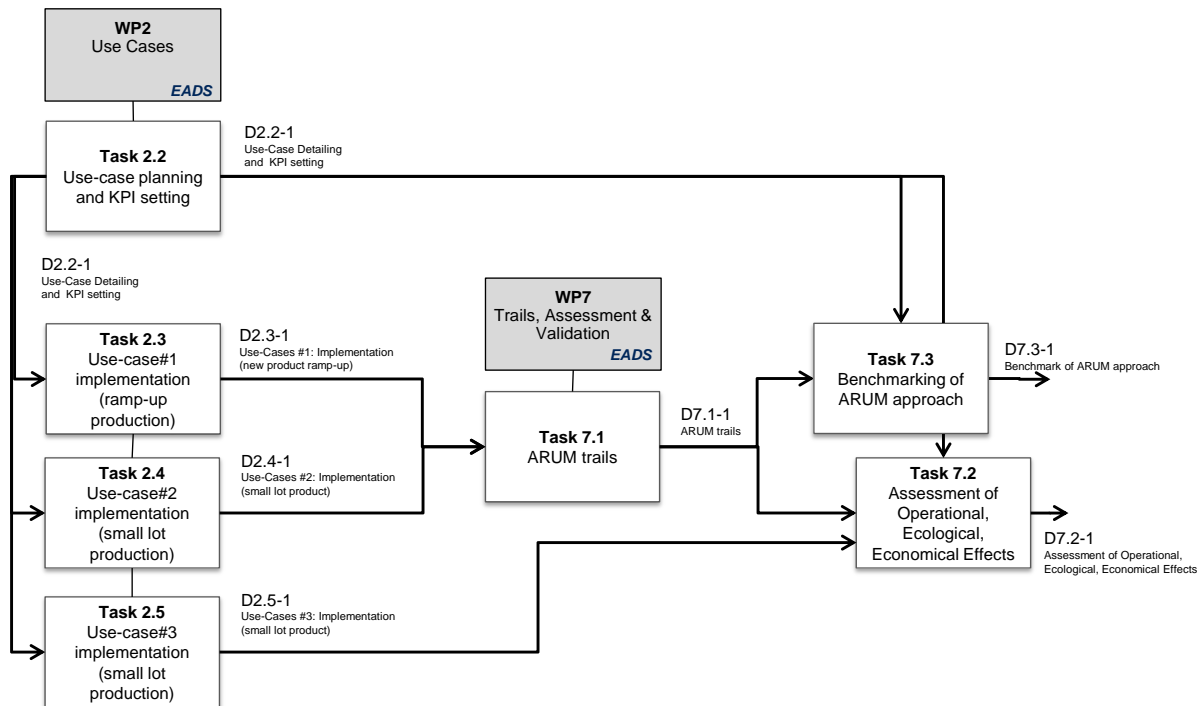 WP2
Use Cases
EADS
Task 2.2
Use-case planning
and KPI setting
D2.2-1
Use-Case Detailing
and  KPI setting
D2.2-1
Use-Case Detailing
and  KPI setting
WP7
Trails, Assessment &
Validation
EADS
Task 2.3
Use-case#1
implementation
(ramp-up
production)
D2.3-1
Use-Cases #1: Implementation
(new product ramp-up)
Task 7.3
Benchmarking of
ARUM approach
D7.3-1
Benchmark of ARUM approach
Task 7.1
ARUM trails
D7.1-1
ARUM trails
Task 2.4
Use-case#2
implementation
(small lot
production)
D2.4-1
Use-Cases #2: Implementation
(small lot product)
Task 7.2
Assessment of
Operational,
Ecological,
Economical Effects
D7.2-1
Assessment of Operational,
Ecological, Economical Effects
Task 2.5
Use-case#3
implementation
(small lot
production)
D2.5-1
Use-Cases #3: Implementation
(small lot product)